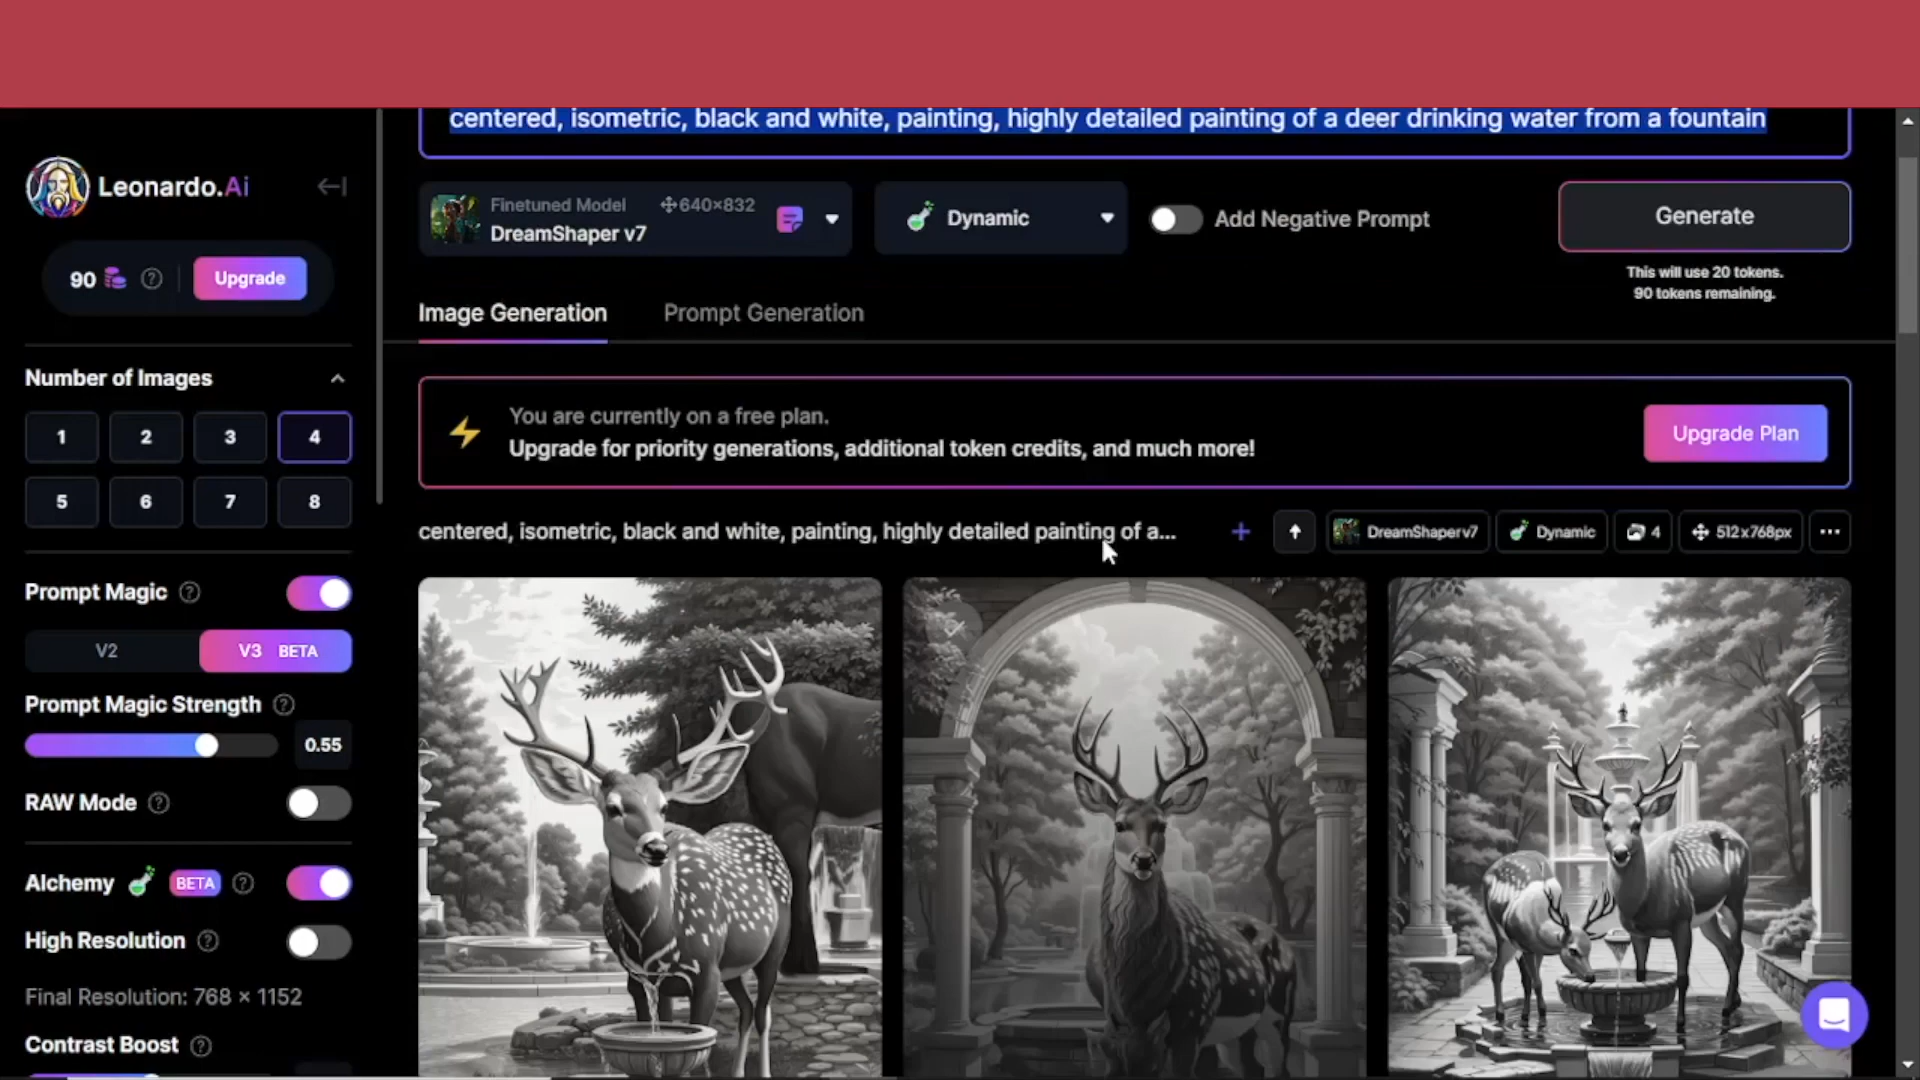 centered, isometric, black and white, painting, highly detailed painting of a deer drinking water from a fountain
Leonardo.Ai
90
Upgrade
Finetuned Model
640×832
DreamShaper v7
Dynamic
Add Negative Prompt
Generate
This will use 20 tokens.
90 tokens remaining.
Image Generation
Prompt Generation
Number of Images
1 2 3 4
5 6 7 8
You are currently on a free plan.
Upgrade for priority generations, additional token credits, and much more!
Upgrade Plan
centered, isometric, black and white, painting, highly detailed painting of a...
DreamShaper v7
Dynamic
4
512x768px
Prompt Magic
V2
V3 BETA
Prompt Magic Strength
0.55
RAW Mode
Alchemy BETA
High Resolution
Final Resolution: 768 × 1152
Contrast Boost